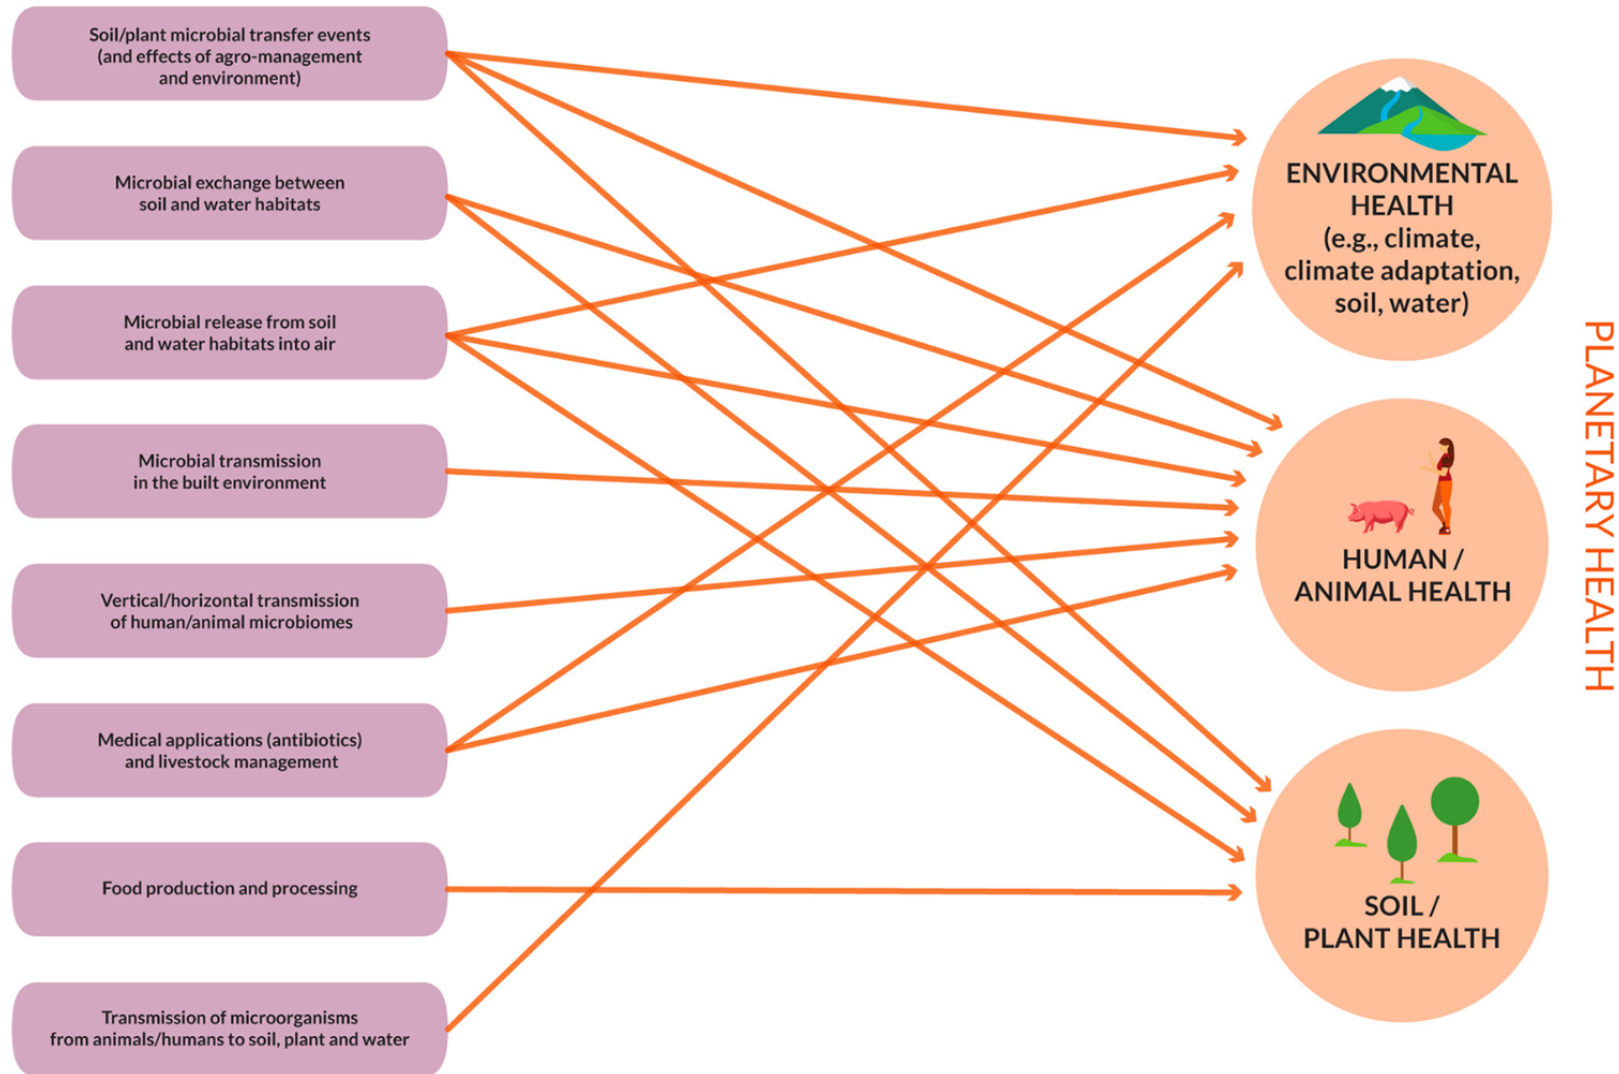 Soil/plant microbial transfer events
(and effects of agro-management
and environment)
Microbial exchange between
soil and water habitats
Microbial release from soil
and water habitats into air
Microbial transmission
in the built environment
Vertical/horizontal transmission
of human/animal microbiomes
Medical applications (antibiotics)
and livestock management
Food production and processing
Transmission of microorganisms
from animals/humans to soil, plant and water
ENVIRONMENTAL
HEALTH
(e.g., climate,
climate adaptation,
soil, water)
HUMAN /
ANIMAL HEALTH
SOIL /
PLANT HEALTH
PLANETARY HEALTH